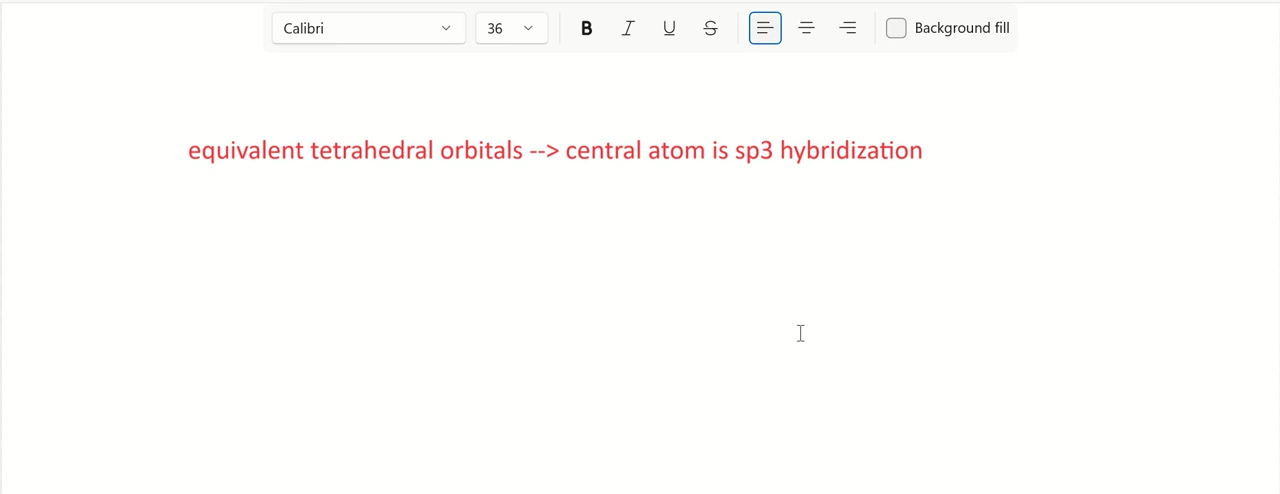 Calibri 36 B I U S Background fill
equivalent tetrahedral orbitals --> central atom is sp3 hybridization